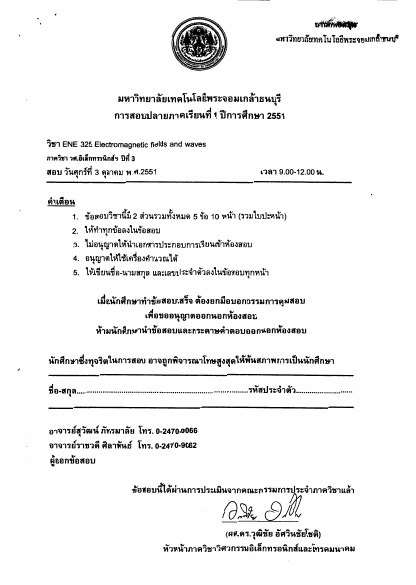 มหาวิทยาลัยเทคโนโลยีพระจอมเกล้าธนบุรี
มหาวิทยาลัยเทคโนโลยีพระจอมเกล้าธนบุรี
การสอบปลายภาคเรียนที่ 1 ปีการศึกษา 2551
วิชา ENE 325 Electromagnetic fields and waves
ภาควิชา วศ.อิเล็กทรอนิกส์ฯ ปีที่ 3
สอบ วันศุกร์ที่ 3 ตุลาคม พ.ศ.2551 เวลา 9.00-12.00 น.
คำเตือน
1. ข้อสอบวิชานี้มี 2 ส่วนรวมทั้งหมด 5 ข้อ 10 หน้า (รวมใบปะหน้า)
2. ให้ทำทุกข้อลงในข้อสอบ
3. ไม่อนุญาตให้นำเอกสารประกอบการเรียนเข้าห้องสอบ
4. อนุญาตให้ใช้เครื่องคำนวณได้
5. ให้เขียนชื่อ-นามสกุล และเลขประจำตัวลงในข้อสอบทุกหน้า
เมื่อนักศึกษาทำข้อสอบเสร็จ ต้องยกมือบอกกรรมการคุมสอบ
เพื่อขออนุญาตออกนอกห้องสอบ
ห้ามนักศึกษานำข้อสอบและกระดาษคำตอบออกนอกห้องสอบ
นักศึกษาซึ่งทุจริตในการสอบ อาจถูกพิจารณาโทษสูงสุดให้พ้นสภาพการเป็นนักศึกษา
ชื่อ-สกุล............................................................รหัสประจำตัว....................
อาจารย์สุวัฒน์ ภัทรมาลัย โทร. 0-2470-9066
อาจารย์ราชวดี ศิลาพันธ์ โทร. 0-2470-9062
ผู้ออกข้อสอบ
ข้อสอบนี้ได้ผ่านการประเมินจากคณะกรรมการประจำภาควิชาแล้ว
(ผศ.ดร.วุฒิชัย อัศวินชัยโชติ)
หัวหน้าภาควิชาวิศวกรรมอิเล็กทรอนิกส์และโทรคมนาคม